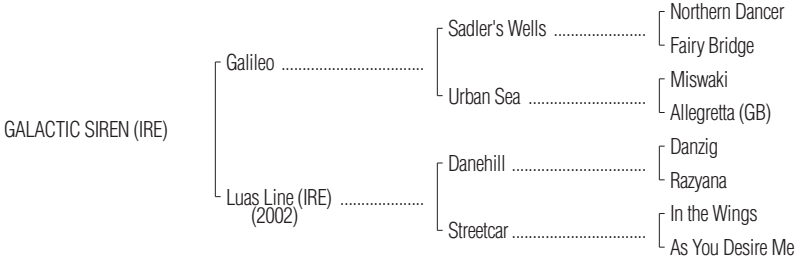 Northern Dancer
Sadler's Wells ......................
Fairy Bridge
Galileo ..................................
Miswaki
Urban Sea ............................
Allegretta (GB)
GALACTIC SIREN (IRE)
Danzig
Danehill ................................
Razyana
Luas Line (IRE) ....................
(2002)
In the Wings
Streetcar ................................
As You Desire Me